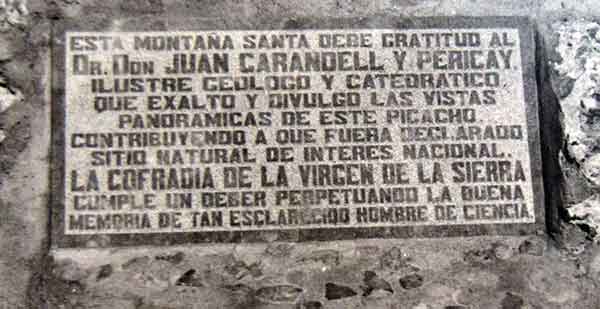 ESTA MONTAÑA SANTA DEBE GRATITUD AL
DR. DON JUAN CARANDELL Y PERICAY,
ILUSTRE GEOLOGO Y CATEDRATICO
QUE EXALTO Y DIVULGO LAS VISTAS
PANORAMICAS DE ESTE PICACHO
CONTRIBUYENDO A QUE FUERA DECLARADO
SITIO NATURAL DE INTERES NACIONAL.
LA COFRADIA DE LA VIRGEN DE LA SIERRA
CUMPLE UN DEBER PERPETUANDO LA BUENA
MEMORIA DE TAN ESCLARECIDO HOMBRE DE CIENCIA.